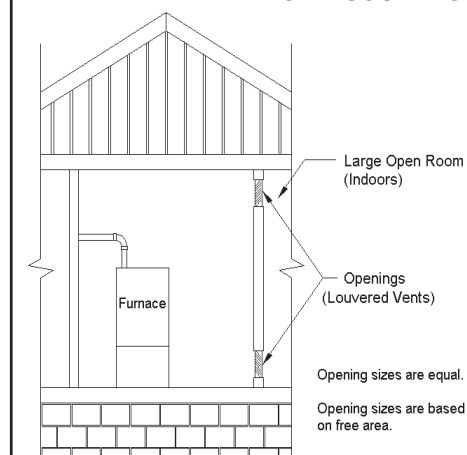 Large Open Room
(Indoors)
Furnace
Openings
(Louvered Vents)
Opening sizes are equal.
Opening sizes are based
on free area.